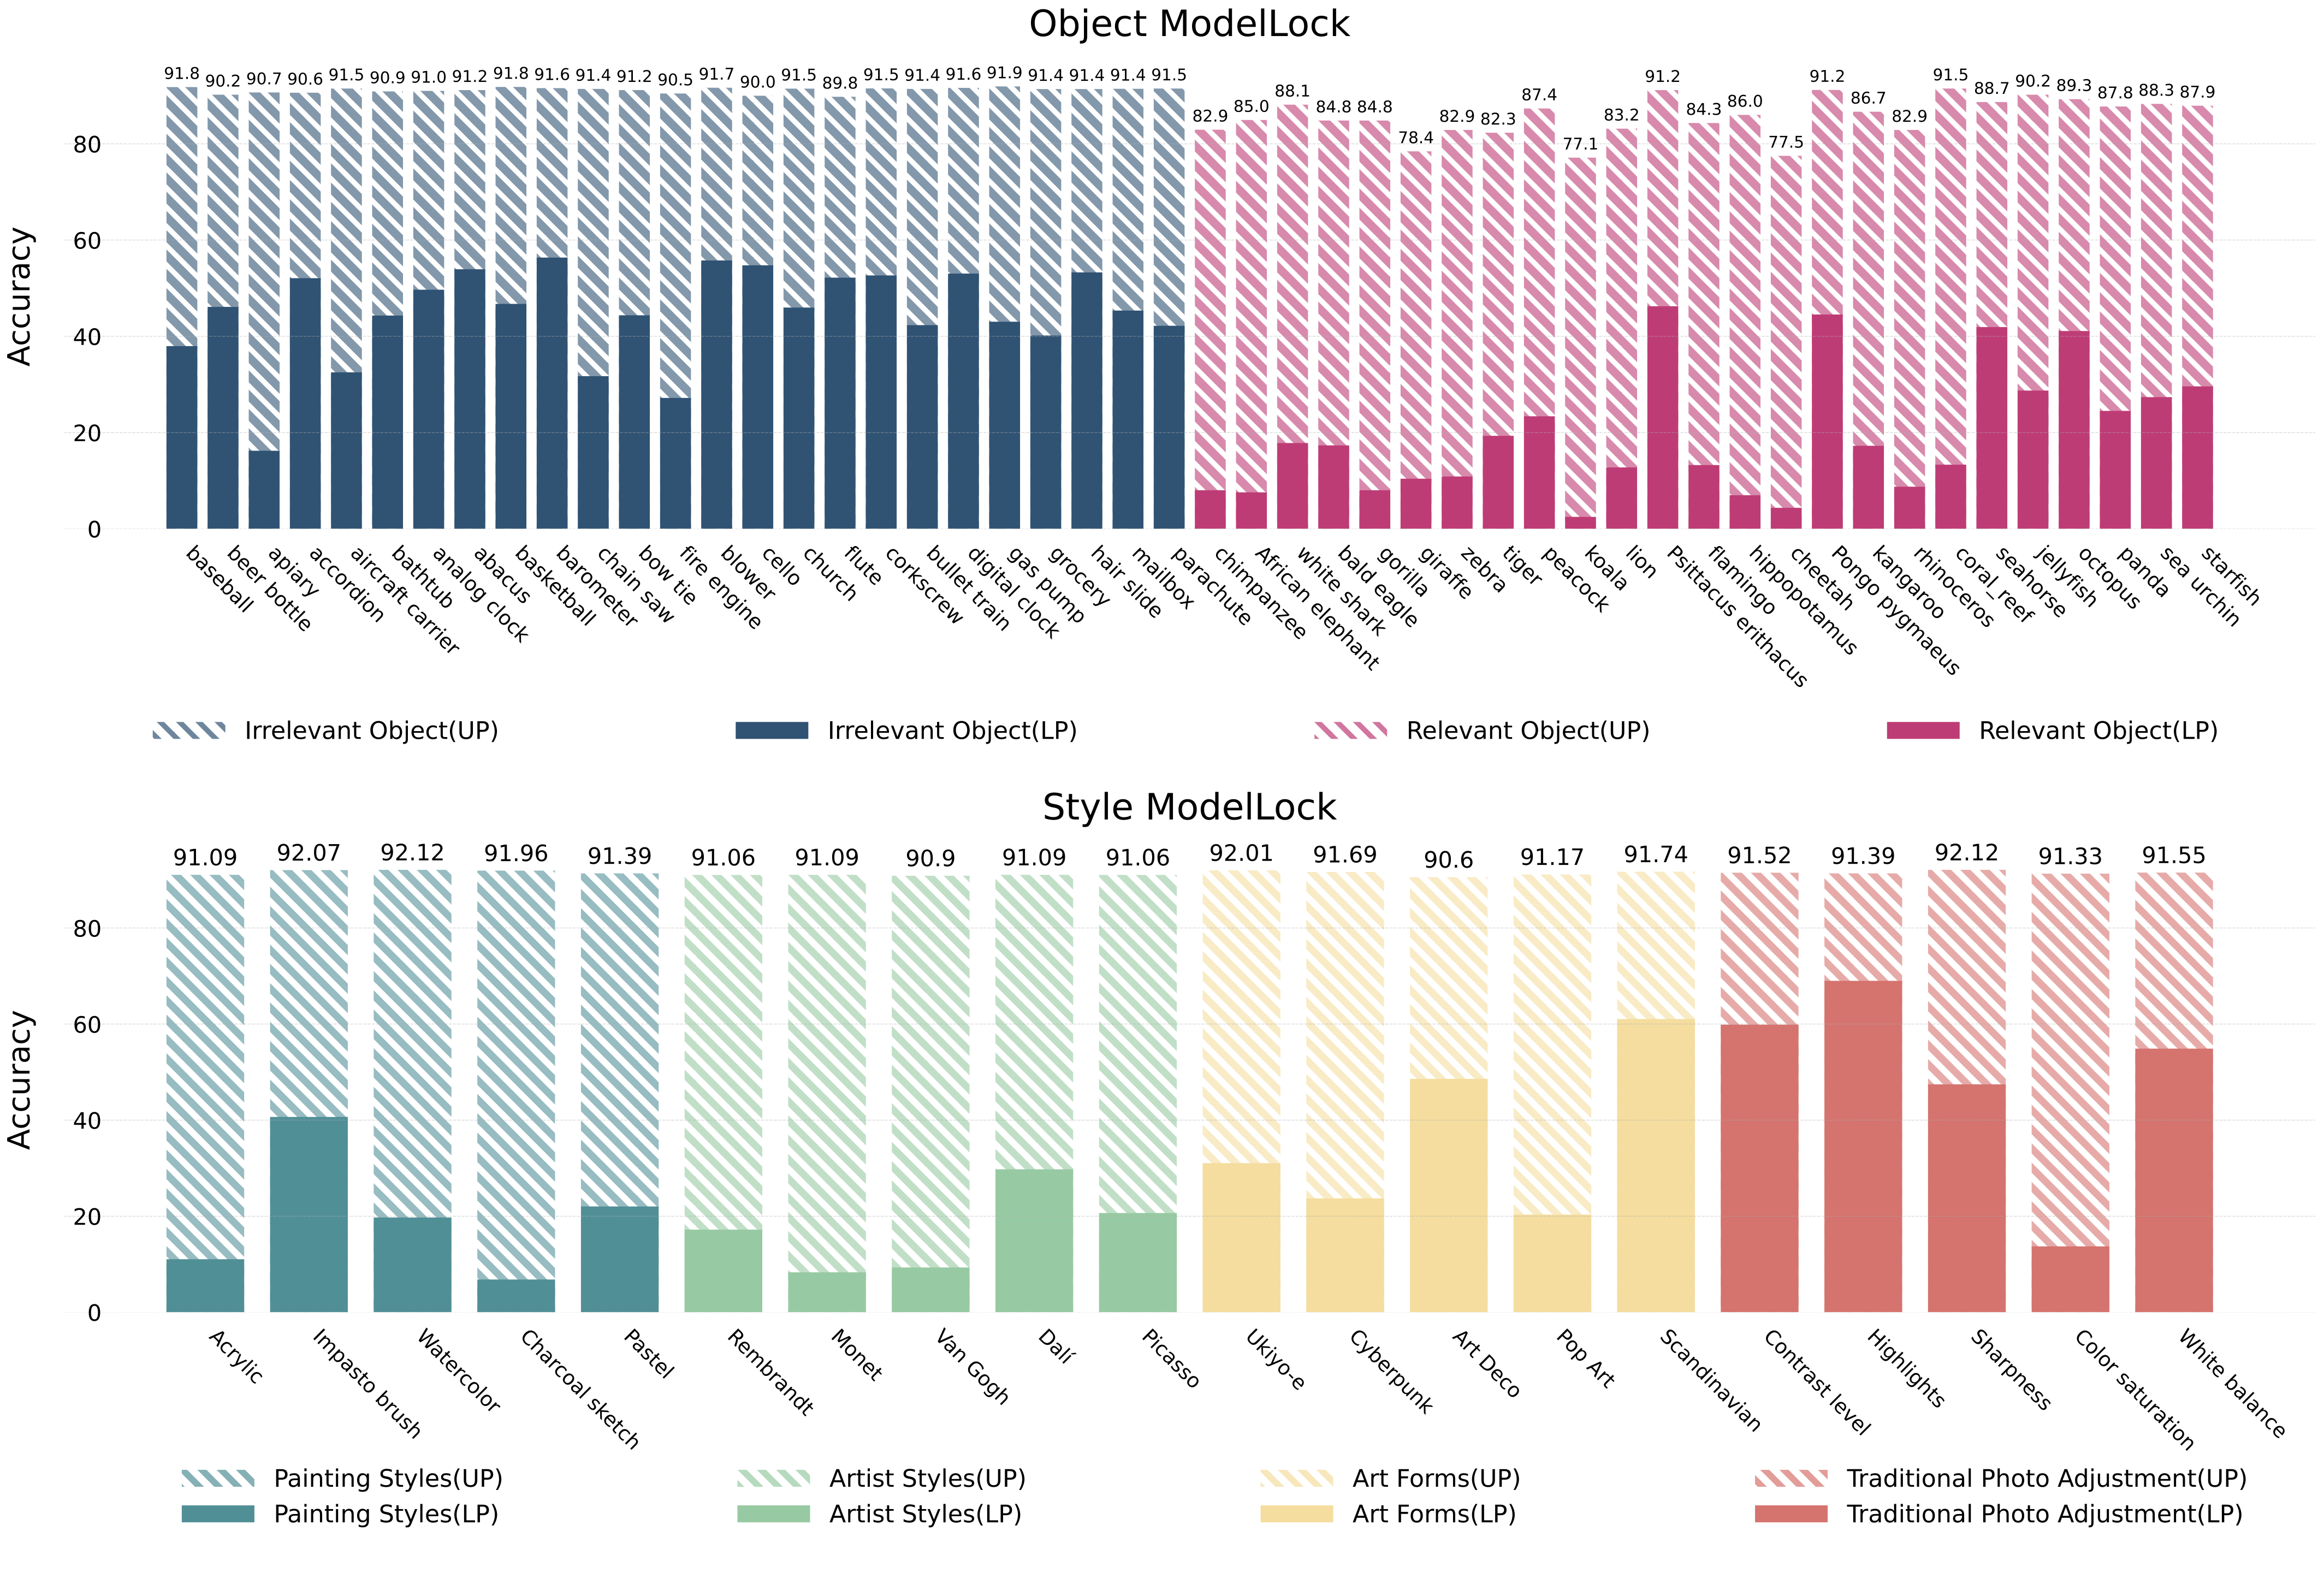 Object ModelLock
91.8 90.2 90.7 90.6 91.5 90.9 91.0 91.2 91.8 91.6 91.4 91.2 90.5 91.7 90.0 91.5 89.8 91.5 91.4 91.6 91.9 91.4 91.4 91.4 91.5 82.9 85.0 88.1 84.8 84.8 78.4 82.9 82.3 87.4 77.1 83.2 91.2 84.3 86.0 77.5 91.2 86.7 82.9 91.5 88.7 90.2 89.3 87.8 88.3 87.9
Accuracy
80
60
40
20
0
baseball
beer bottle
apiary
accordion
aircraft carrier
bathtub
analog clock
abacus
basketball
barometer
chain saw
bow tie
fire engine
blower
cello
church
flute
corkscrew
bullet train
digital clock
gas pump
grocery
hair slide
mailbox
parachute
chimpanzee
African elephant
white shark
bald eagle
gorilla
giraffe
zebra
tiger
peacock
koala
lion
Psittacus erithacus
flamingo
hippopotamus
cheetah
Pongo pygmaeus
kangaroo
rhinoceros
coral_reef
seahorse
jellyfish
octopus
panda
sea urchin
starfish
Irrelevant Object(UP) Irrelevant Object(LP) Relevant Object(UP) Relevant Object(LP)
Style ModelLock
91.09 92.07 92.12 91.96 91.39 91.06 91.09 90.9 91.09 91.06 92.01 91.69 90.6 91.17 91.74 91.52 91.39 92.12 91.33 91.55
Accuracy
80
60
40
20
0
Acrylic
Impasto brush
Watercolor
Charcoal sketch
Pastel
Rembrandt
Monet
Van Gogh
Dalí
Picasso
Ukiyo-e
Cyberpunk
Art Deco
Pop Art
Scandinavian
Contrast level
Highlights
Sharpness
Color saturation
White balance
Painting Styles(UP) Artist Styles(UP) Art Forms(UP) Traditional Photo Adjustment(UP)
Painting Styles(LP) Artist Styles(LP) Art Forms(LP) Traditional Photo Adjustment(LP)